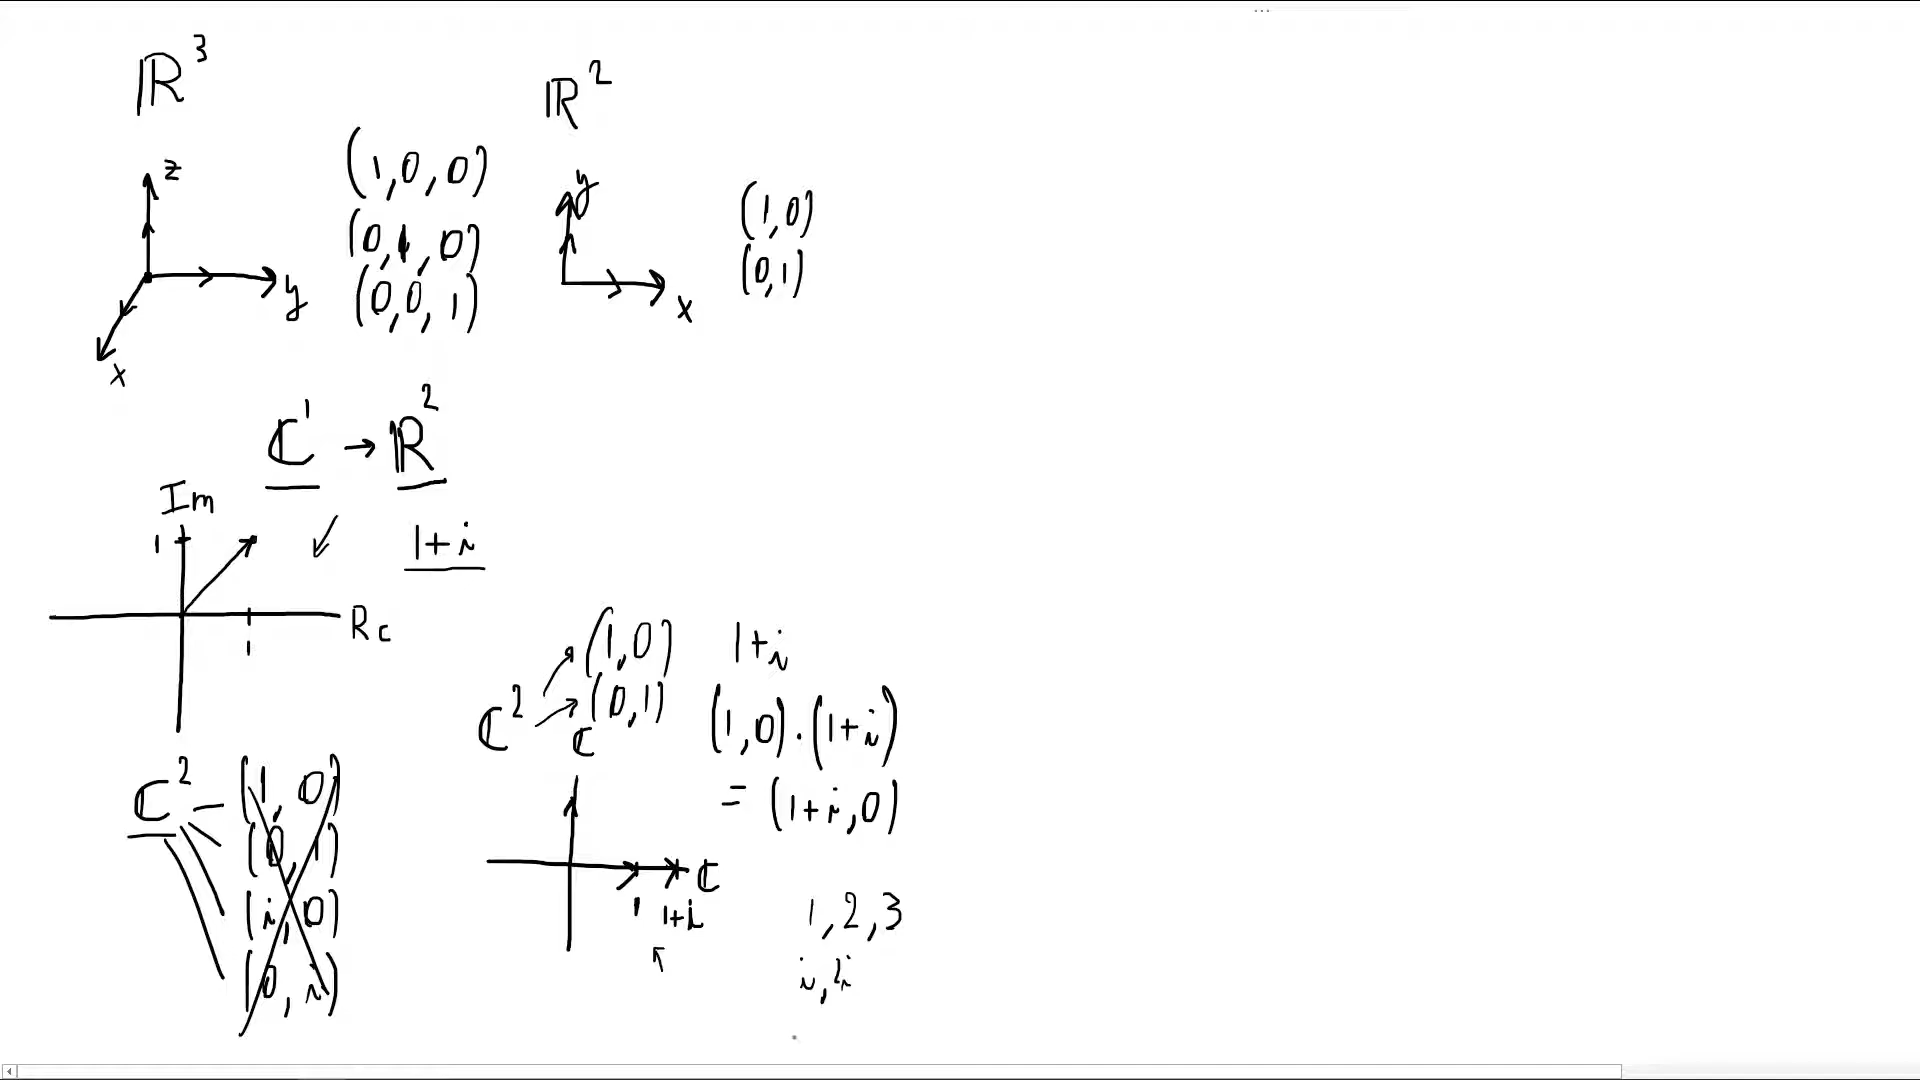 ℝ³
z
y
x
(1,0,0)
(0,1,0)
(0,0,1)
ℝ²
y
x
(1,0)
(0,1)
ℂ¹ → ℝ²
Im
1
Re
1
1+i
ℂ²
(1,0)
(0,1)
(i,0)
(0,i)
ℂ²
(1,0)
(0,1)
1+i
(1,0)·(1+i)
= (1+i,0)
ℂ
ℂ
1
1+i
1,2,3
i,2i